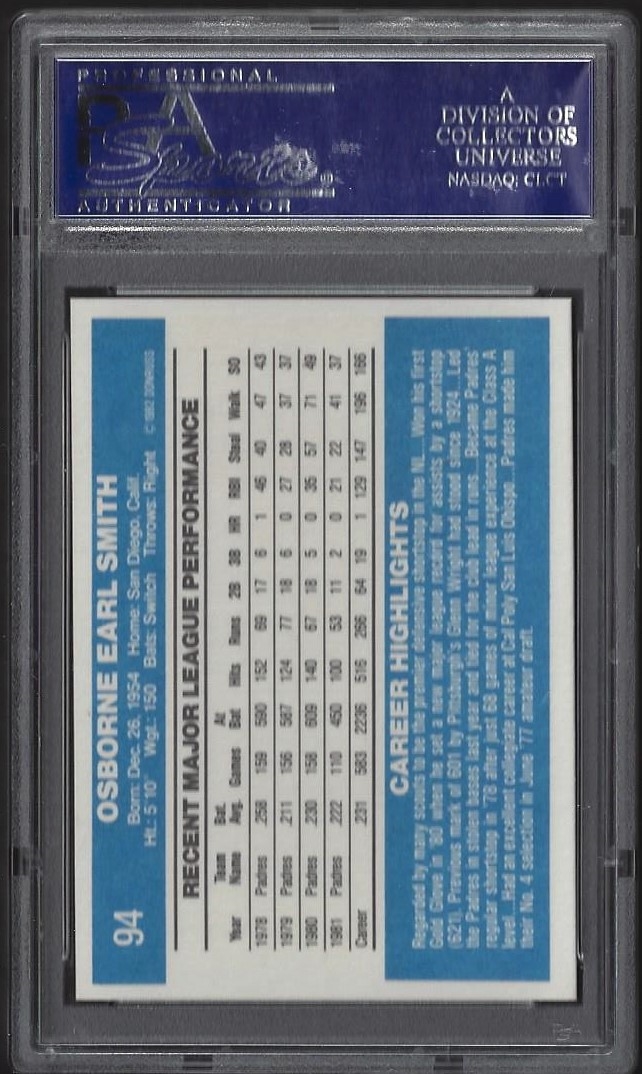 PROFESSIONAL
PSA
Sports
®
AUTHENTICATOR
A
DIVISION OF
COLLECTORS
UNIVERSE
NASDAQ: CLCT
94
OSBORNE EARL SMITH
Born: Dec. 26, 1954 Home: San Diego, Calif.
Ht.: 5'10" Wgt.: 150 Bats: Switch Throws: Right © 1982 DONRUSS
RECENT MAJOR LEAGUE PERFORMANCE
Team Bat. At
Year Name Avg. Games Bat Hits Runs 2B 3B HR RBI Steal Walk SO
1978 Padres .258 159 590 152 69 17 6 1 46 40 47 43
1979 Padres .211 156 587 124 77 18 6 0 27 28 37 37
1980 Padres .230 158 609 140 67 18 5 0 35 57 71 49
1981 Padres .222 110 450 100 53 11 2 0 21 22 41 37
Career .231 583 2236 516 266 64 19 1 129 147 196 166
CAREER HIGHLIGHTS
Regarded by many scouts to be the premier defensive shortstop in the NL...Won his first
Gold Glove in '80 when he set a new major league record for assists by a shortstop
(621). Previous mark of 601 by Pittsburgh's Glenn Wright had stood since 1924...Led
the Padres in stolen bases last year and tied for the club lead in runs...Became Padres'
regular shortstop in '78 after just 68 games of minor league experience at the Class A
level...Had an excellent collegiate career at Cal Poly San Luis Obispo...Padres made him
their No. 4 selection in June '77 amateur draft.
PSA